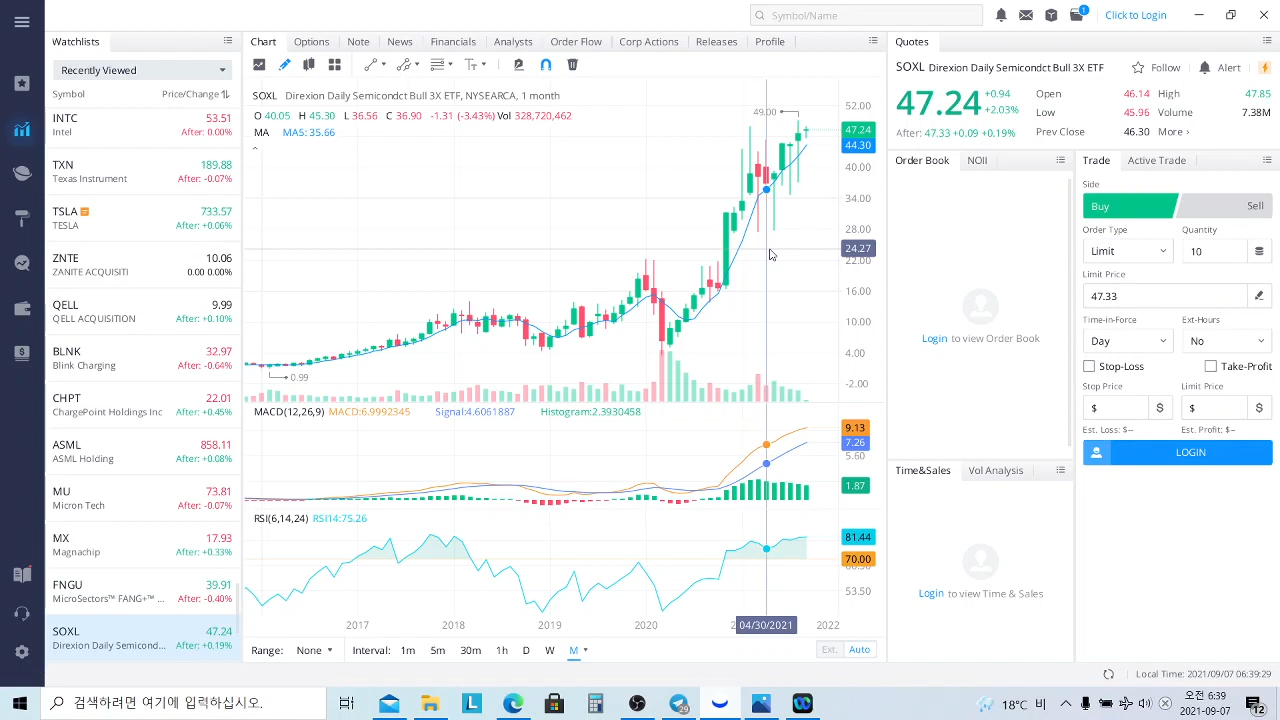 Symbol/Name
1
Click to Login
Watchlists
Recently Viewed
Symbol Price/Change
INTC
Intel After: 0.00%
TXN 189.88
Texas Instrument After: -0.07%
TSLA 733.57
TESLA After: +0.06%
ZNTE 10.06
ZANITE ACQUISITI 0.00 0.00%
QELL 9.99
QELL ACQUISITION After: +0.10%
BLNK 32.97
Blink Charging After: -0.64%
CHPT 22.01
ChargePoint Holdings Inc After: +0.45%
ASML 858.11
ASML Holding After: +0.08%
MU 73.81
Micron Tech After: -0.07%
MX 17.93
Magnachip After: +0.33%
FNGU 39.91
MicroSectors™ FANG+™ ... After: -0.40%
SOXL 47.24
Direxion Daily Semicond... After: +0.19%
Chart Options Note News Financials Analysts Order Flow Corp Actions Releases Profile
SOXL Direxion Daily Semicondct Bull 3X ETF, NYSEARCA, 1 month
O 40.05 H 45.30 L 36.56 C 36.90 -1.31 (-3.43%) Vol 328,720,462
MA MA5: 35.66
49.00
0.99
52.00
47.24
44.30
40.00
34.00
28.00
24.27
22.00
16.00
10.00
4.00
-2.00
MACD(12,26,9) MACD:6.9992345 Signal:4.6061887 Histogram:2.3930458
9.13
7.26
5.60
1.87
RSI(6,14,24) RSI14:75.26
81.44
70.00
53.50
2017 2018 2019 2020 04/30/2021 2022
Range: None Interval: 1m 5m 30m 1h D W M Ext. Auto
Quotes
SOXL Direxion Daily Semicondct Bull 3X ETF Follow Alert
47.24 +0.94 +2.03%
After: 47.33 +0.09 +0.19%
Open 46.14 High 47.85
Low 45.96 Volume 7.38M
Prev Close 46.30 More
Order Book NOII
Login to view Order Book
Time&Sales Vol Analysis
Login to view Time & Sales
Trade Active Trade
Side
Buy Sell
Order Type Quantity
Limit 10
Limit Price
47.33
Time-in-Force Ext-Hours
Day No
Stop-Loss Take-Profit
Stop Price Limit Price
$ $ $ $
Est. Loss: $-- Est. Profit: $--
LOGIN
Local Time: 2021/09/07 06:39:29
검색하려면 여기에 입력하십시오.
L
29
18°C 비
오전 6:39
2021-09-07
12